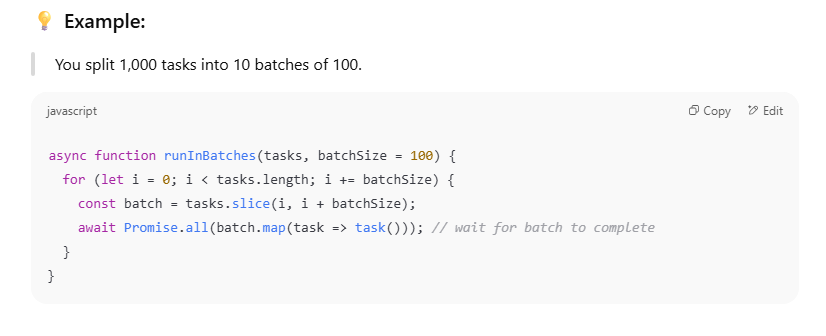 💡 Example:
You split 1,000 tasks into 10 batches of 100.
javascript
Copy Edit
async function runInBatches(tasks, batchSize = 100) {
  for (let i = 0; i < tasks.length; i += batchSize) {
    const batch = tasks.slice(i, i + batchSize);
    await Promise.all(batch.map(task => task())); // wait for batch to complete
  }
}